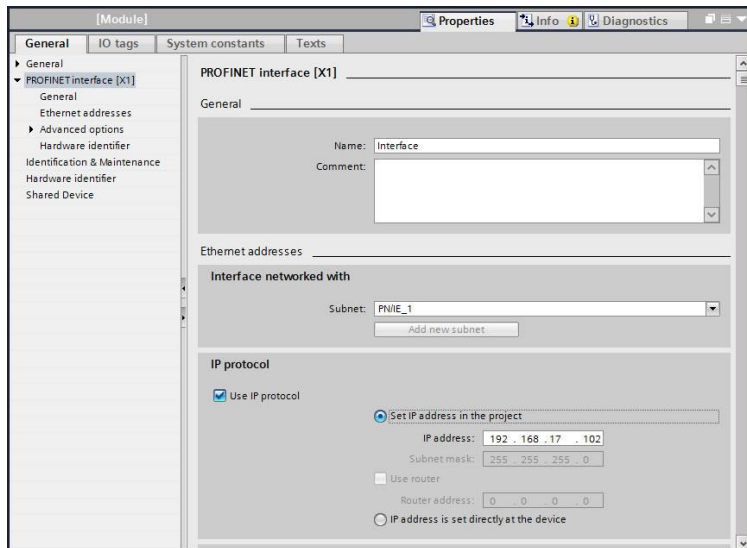 [Module]
Properties
Info
Diagnostics
General
IO tags
System constants
Texts
General
PROFINET interface [X1]
General
Ethernet addresses
Advanced options
Hardware identifier
Identification & Maintenance
Hardware identifier
Shared Device
PROFINET interface [X1]
General
Name: Interface
Comment:
Ethernet addresses
Interface networked with
Subnet: PN/IE_1
Add new subnet
IP protocol
Use IP protocol
Set IP address in the project
IP address: 192 . 168 . 17 . 102
Subnet mask: 255 . 255 . 255 . 0
Use router
Router address: 0 . 0 . 0 . 0
IP address is set directly at the device